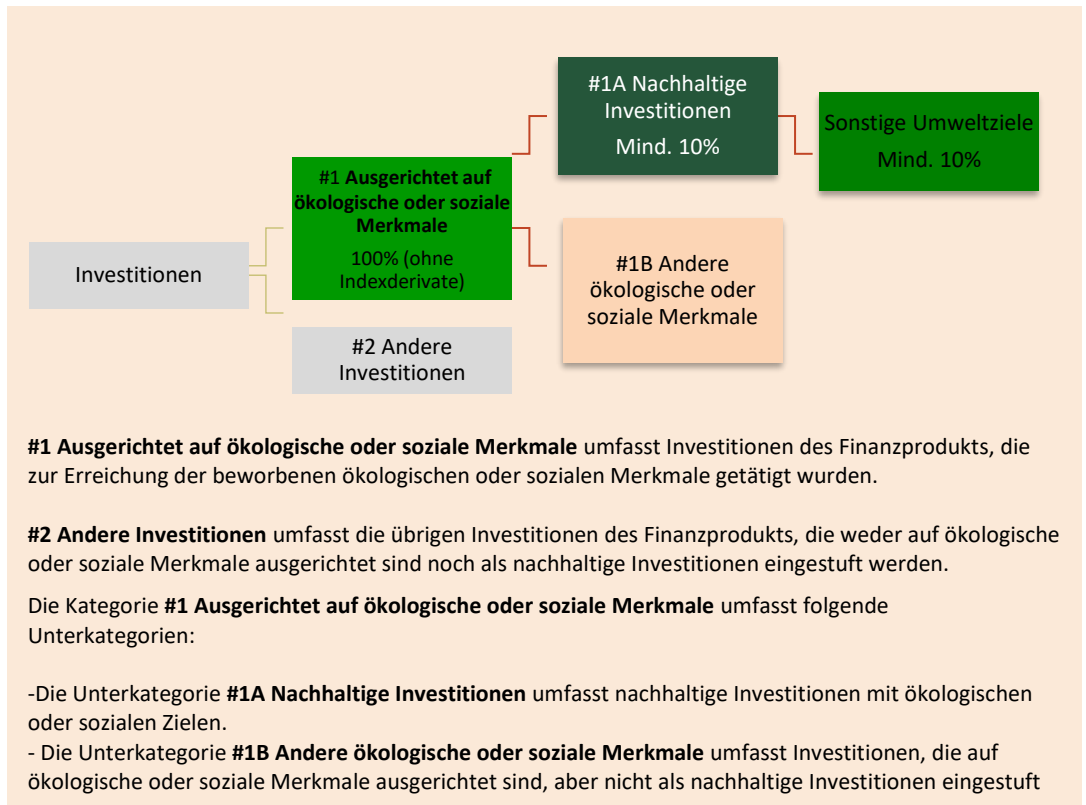 #1A Nachhaltige
Investitionen
Mind. 10%
Sonstige Umweltziele
Mind. 10%
#1 Ausgerichtet auf
ökologische oder soziale
Merkmale
100% (ohne
Indexderivate)
Investitionen
#1B Andere
ökologische oder
soziale Merkmale
#2 Andere
Investitionen
#1 Ausgerichtet auf ökologische oder soziale Merkmale umfasst Investitionen des Finanzprodukts, die
zur Erreichung der beworbenen ökologischen oder sozialen Merkmale getätigt wurden.
#2 Andere Investitionen umfasst die übrigen Investitionen des Finanzprodukts, die weder auf ökologische
oder soziale Merkmale ausgerichtet sind noch als nachhaltige Investitionen eingestuft werden.
Die Kategorie #1 Ausgerichtet auf ökologische oder soziale Merkmale umfasst folgende
Unterkategorien:
-Die Unterkategorie #1A Nachhaltige Investitionen umfasst nachhaltige Investitionen mit ökologischen
oder sozialen Zielen.
- Die Unterkategorie #1B Andere ökologische oder soziale Merkmale umfasst Investitionen, die auf
ökologische oder soziale Merkmale ausgerichtet sind, aber nicht als nachhaltige Investitionen eingestuft